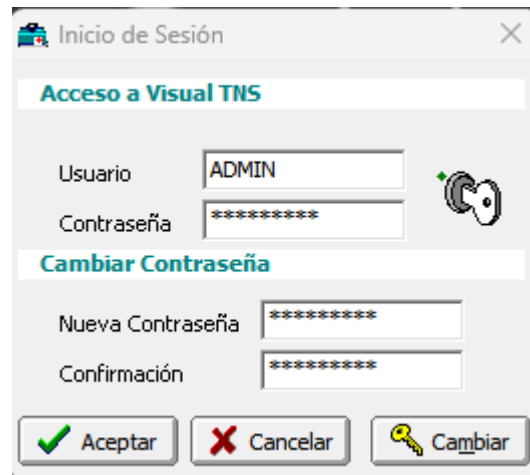 Inicio de Sesión
Acceso a Visual TNS
Usuario ADMIN
Contraseña *********
Cambiar Contraseña
Nueva Contraseña *********
Confirmación *********
Aceptar Cancelar Cambiar